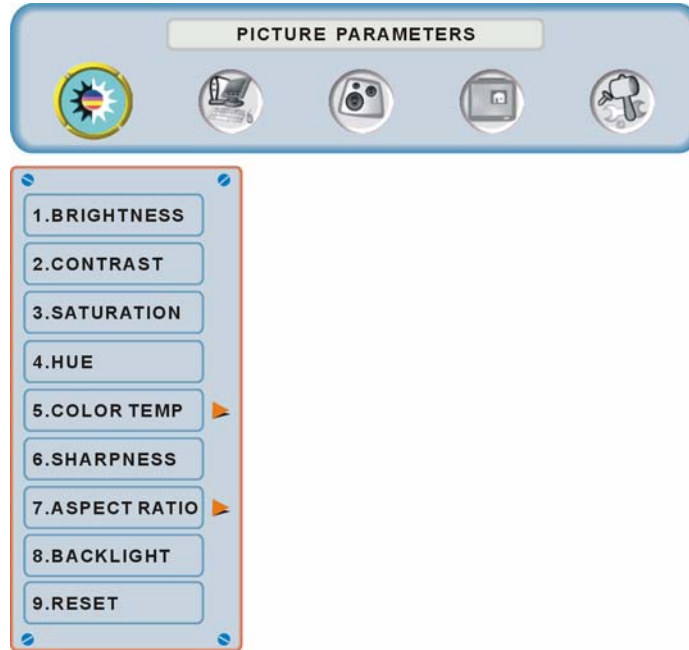 PICTURE PARAMETERS
1.BRIGHTNESS
2.CONTRAST
3.SATURATION
4.HUE
5.COLOR TEMP
6.SHARPNESS
7.ASPECT RATIO
8.BACKLIGHT
9.RESET